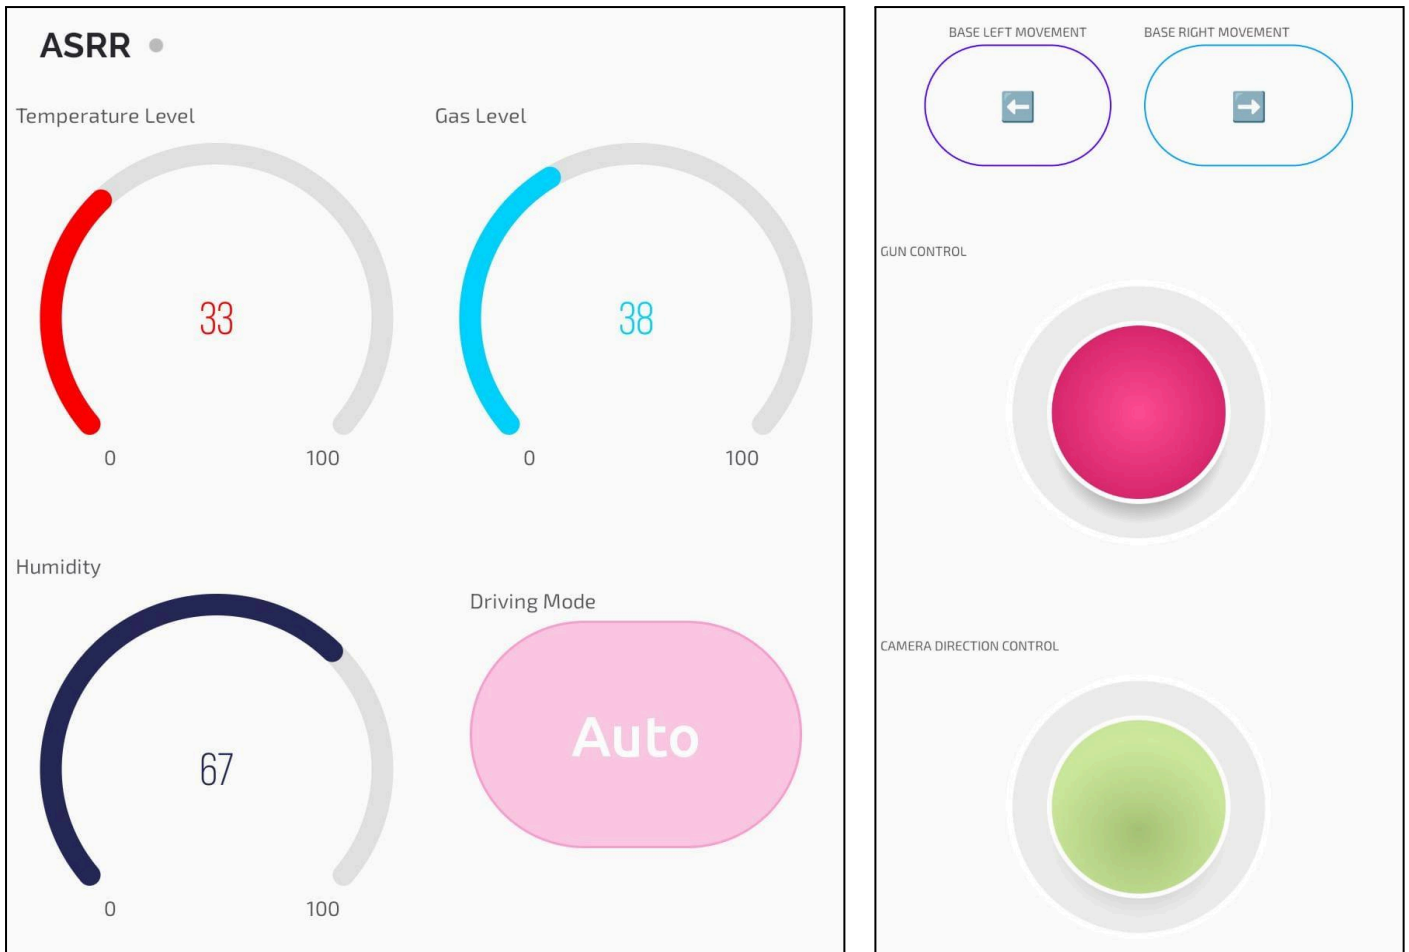 ASRR
Temperature Level
Gas Level
33
38
0
100
0
100
Humidity
Driving Mode
67
Auto
0
100
BASE LEFT MOVEMENT
BASE RIGHT MOVEMENT
GUN CONTROL
CAMERA DIRECTION CONTROL